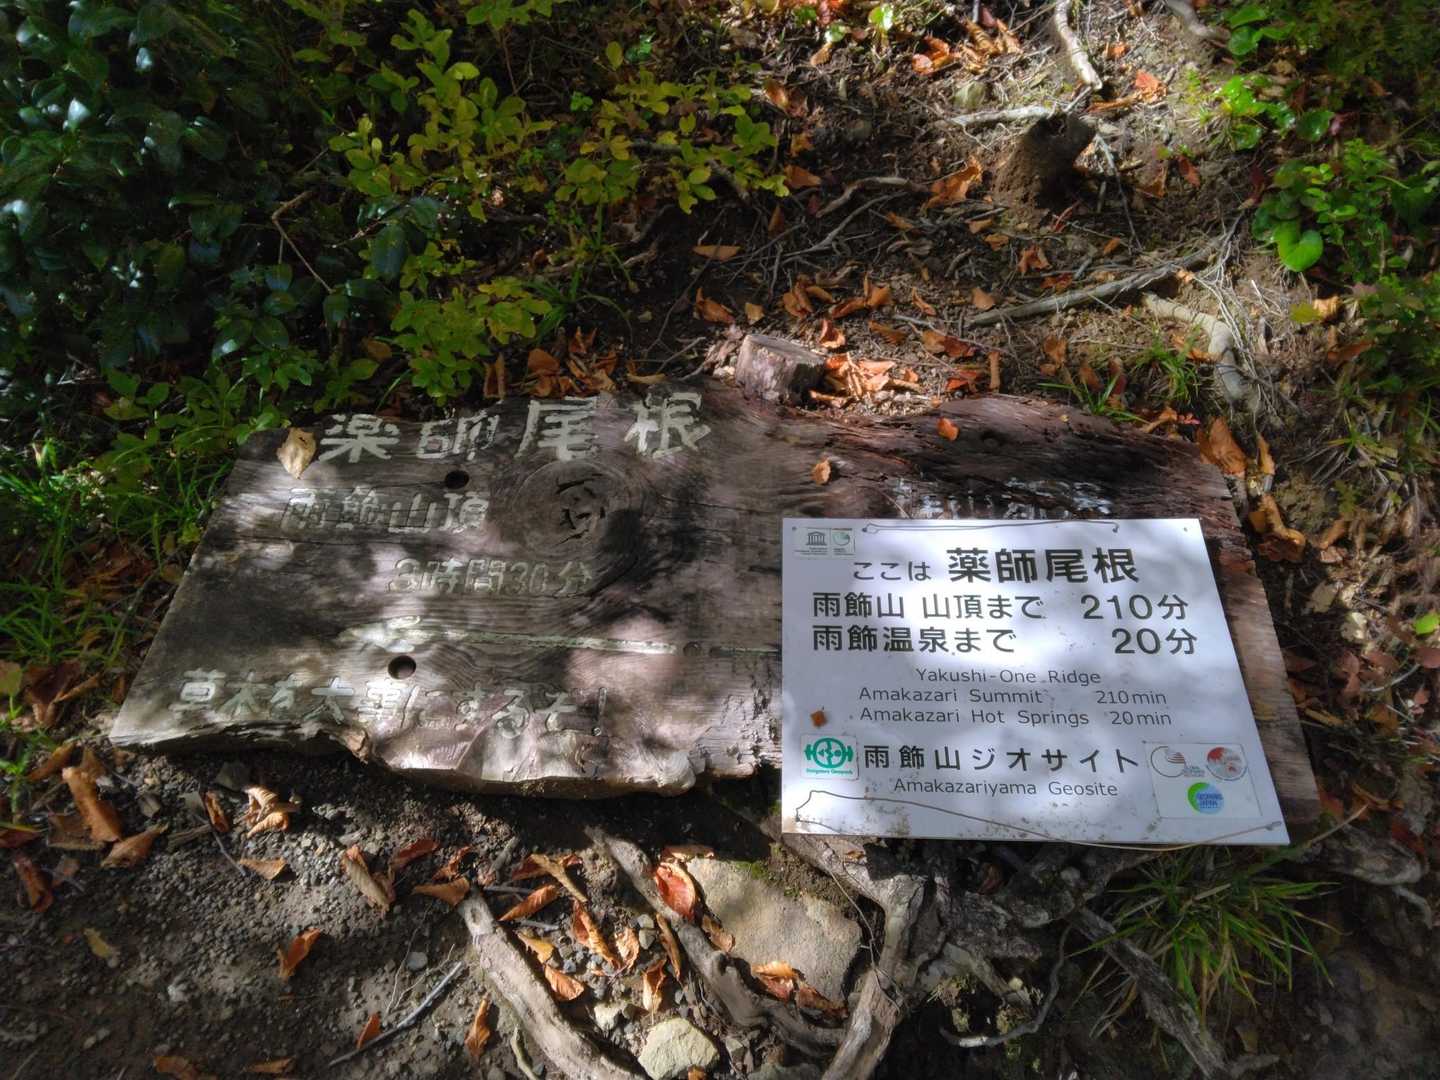 薬師尾根
雨飾山頂
3時間30分
草木を大事にするぞ!
ここは 薬師尾根
雨飾山 山頂まで 210分
雨飾温泉まで 20分
Yakushi-One Ridge
Amakazari Summit 210min
Amakazari Hot Springs 20min
雨飾山ジオサイト
Amakazariyama Geosite